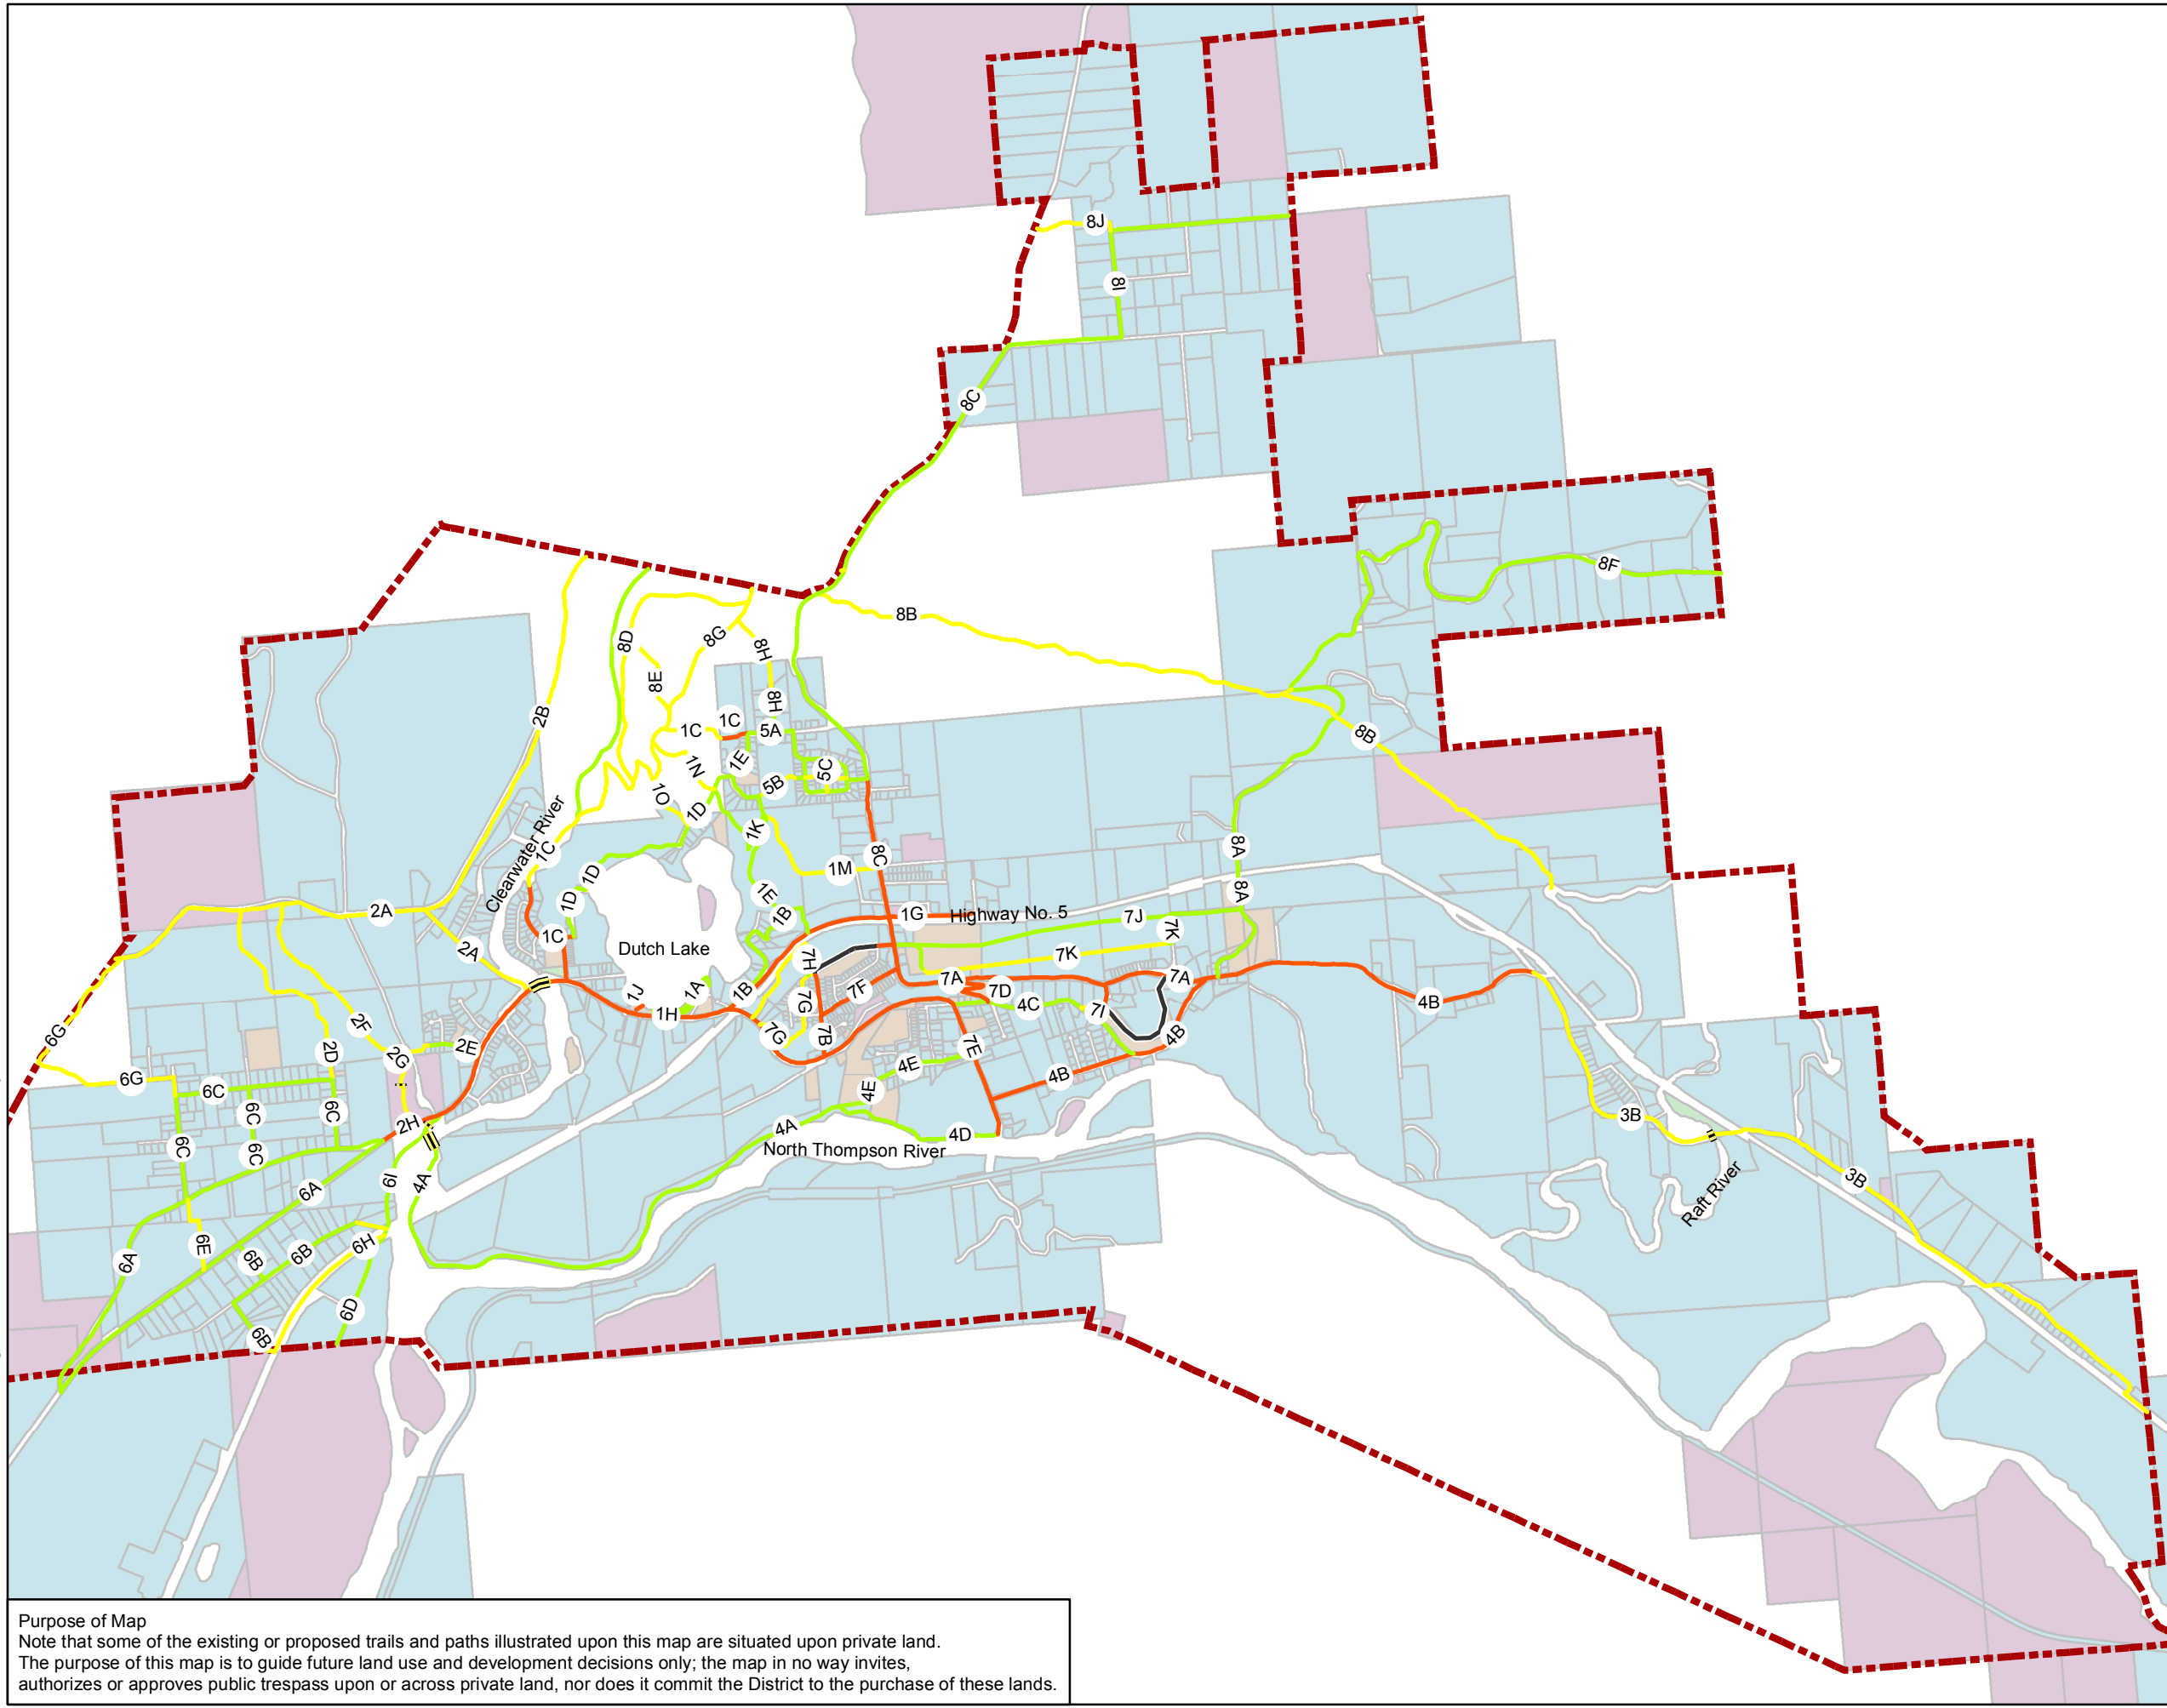 8J
8I
8C
8F
8B
8D
8G
8H
8E
8H
2B
1C
1C
5A
8B
1E
1N
5C
5B
1O
1D
1K
Clearwater River
1C
8C
8A
1M
1D
1D
1E
8A
2A
1B
1G
Highway No. 5
7J
7K
1C
Dutch Lake
2A
7H
7K
7A
7A
1J
1A
1B
7F
7D
7G
4C
4B
1H
7I
6G
2F
7G
7B
4B
2E
7E
2D
2G
4E
4B
6G
6C
4E
6C
6C
3B
2H
4A
4D
6C
6C
North Thompson River
6I
4A
3B
6A
Raft River
6E
6H
6B
6B
6A
6D
6B
Purpose of Map
Note that some of the existing or proposed trails and paths illustrated upon this map are situated upon private land.
The purpose of this map is to guide future land use and development decisions only; the map in no way invites,
authorizes or approves public trespass upon or across private land, nor does it commit the District to the purchase of these lands.